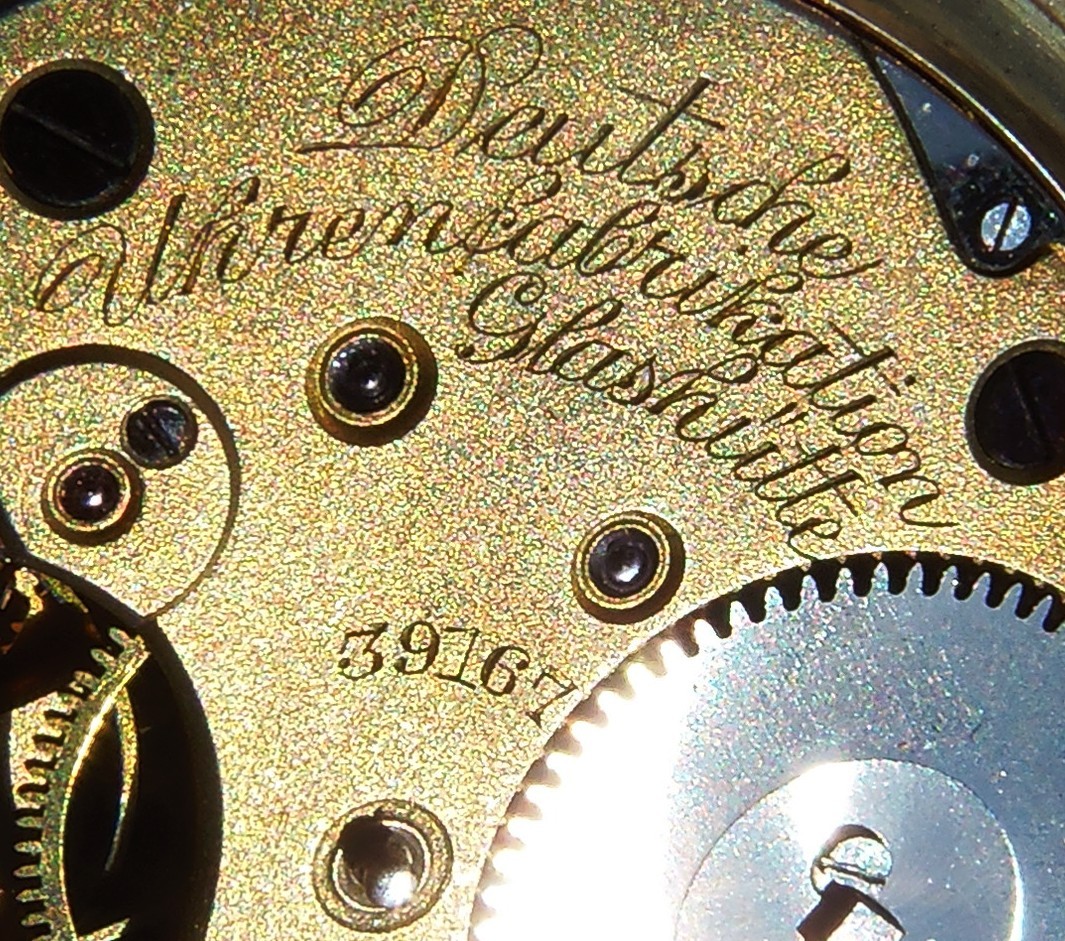 Deutsche
Uhrenfabrikation
Glashütte
39167